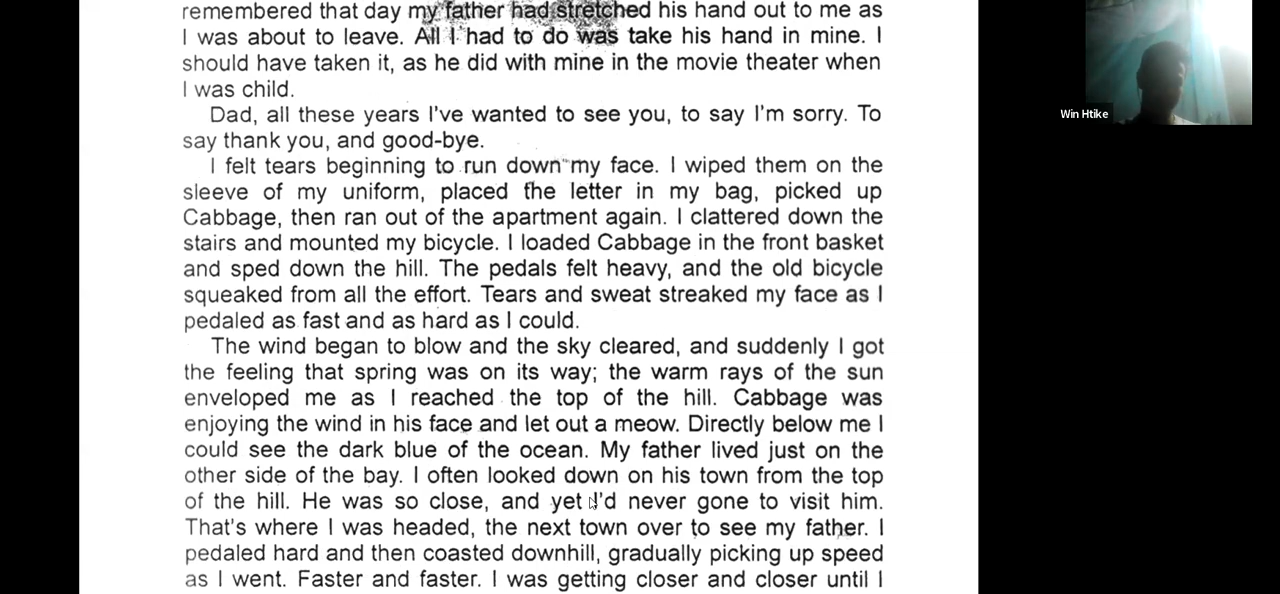 remembered that day my father had stretched his hand out to me as
I was about to leave. All I had to do was take his hand in mine. I
should have taken it, as he did with mine in the movie theater when
I was child.
Dad, all these years I've wanted to see you, to say I'm sorry. To
say thank you, and good-bye.
I felt tears beginning to run down my face. I wiped them on the
sleeve of my uniform, placed the letter in my bag, picked up
Cabbage, then ran out of the apartment again. I clattered down the
stairs and mounted my bicycle. I loaded Cabbage in the front basket
and sped down the hill. The pedals felt heavy, and the old bicycle
squeaked from all the effort. Tears and sweat streaked my face as I
pedaled as fast and as hard as I could.
The wind began to blow and the sky cleared, and suddenly I got
the feeling that spring was on its way; the warm rays of the sun
enveloped me as I reached the top of the hill. Cabbage was
enjoying the wind in his face and let out a meow. Directly below me I
could see the dark blue of the ocean. My father lived just on the
other side of the bay. I often looked down on his town from the top
of the hill. He was so close, and yet I'd never gone to visit him.
That's where I was headed, the next town over to see my father. I
pedaled hard and then coasted downhill, gradually picking up speed
as I went. Faster and faster. I was getting closer and closer until I
Win Htike